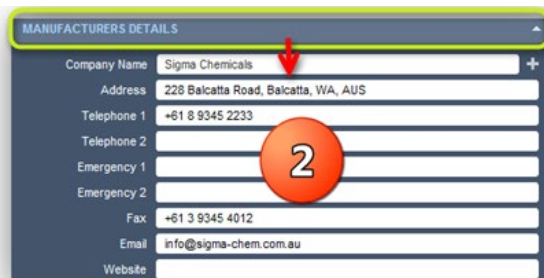 MANUFACTURERS DETAILS
Company Name Sigma Chemicals
Address 228 Balcatta Road, Balcatta, WA, AUS
Telephone 1 +61 8 9345 2233
Telephone 2
Emergency 1
Emergency 2
Fax +61 3 9345 4012
Email info@sigma-chem.com.au
Website
2